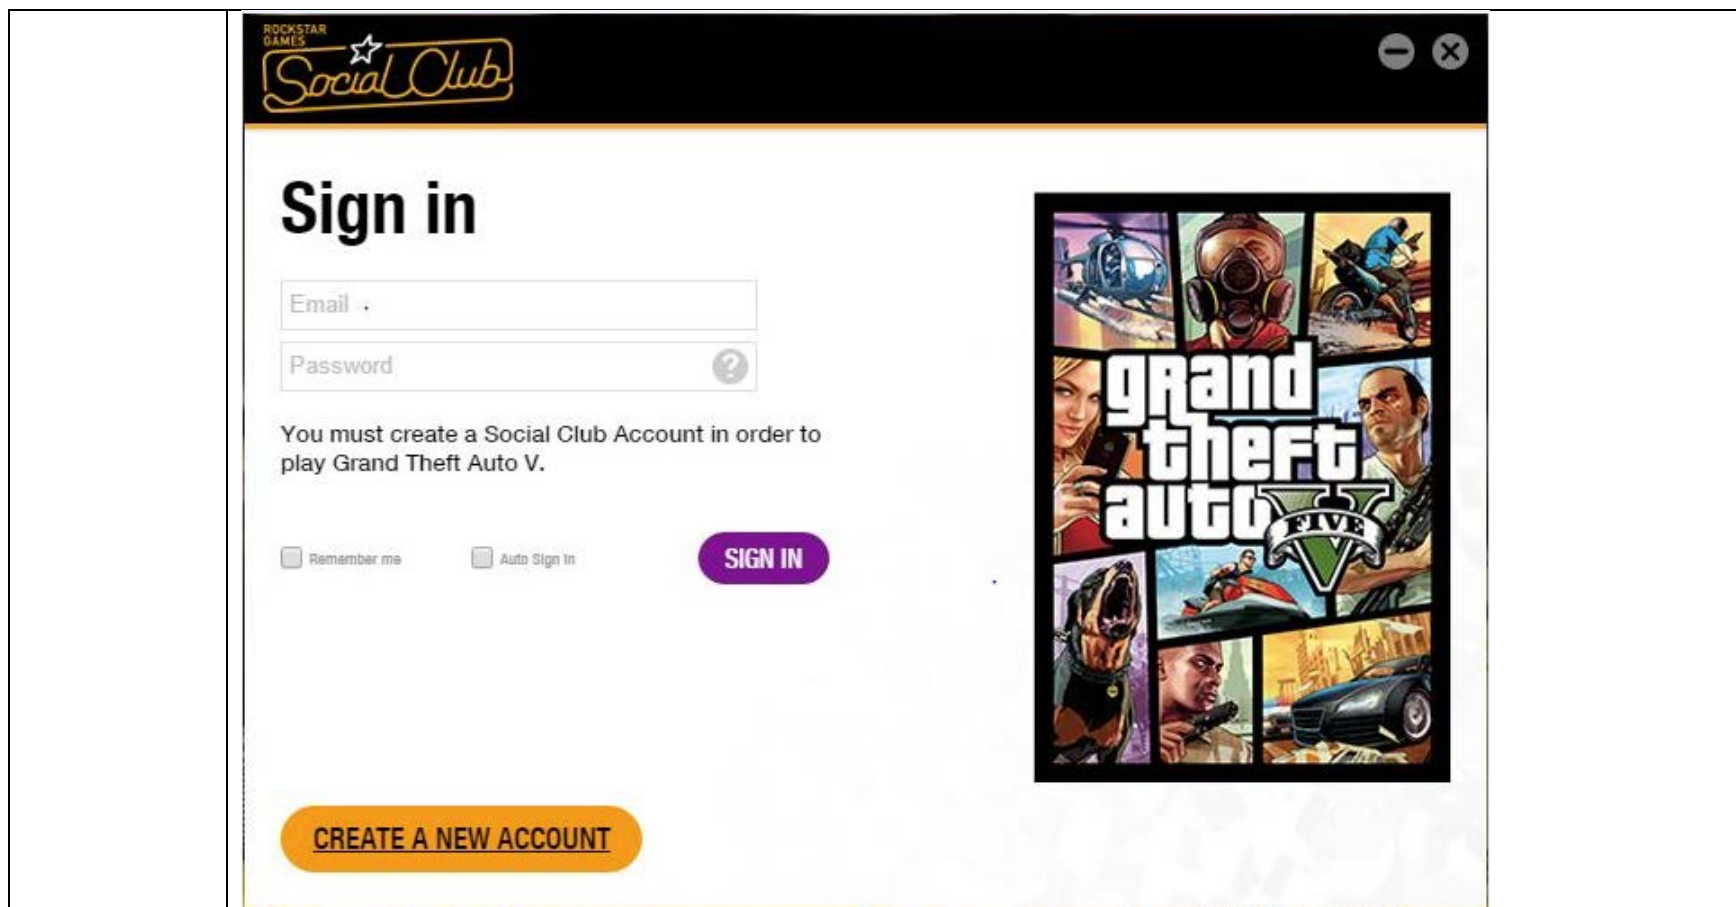 ROCKSTAR
GAMES
Social Club
Sign in
Email
Password
?
You must create a Social Club Account in order to
play Grand Theft Auto V.
Remember me
Auto Sign In
SIGN IN
grand
theft
auto
V
FIVE
CREATE A NEW ACCOUNT